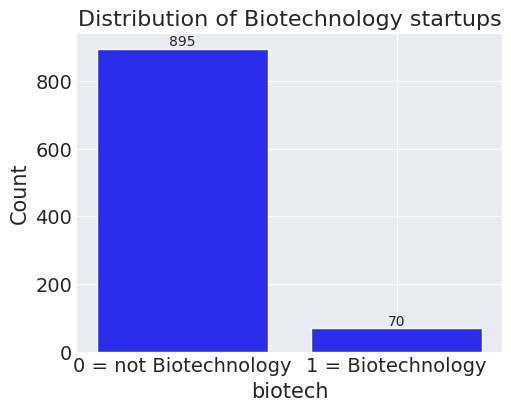 Distribution of Biotechnology startups
895
800
600
400
200
0
Count
70
0 = not Biotechnology
1 = Biotechnology
biotech